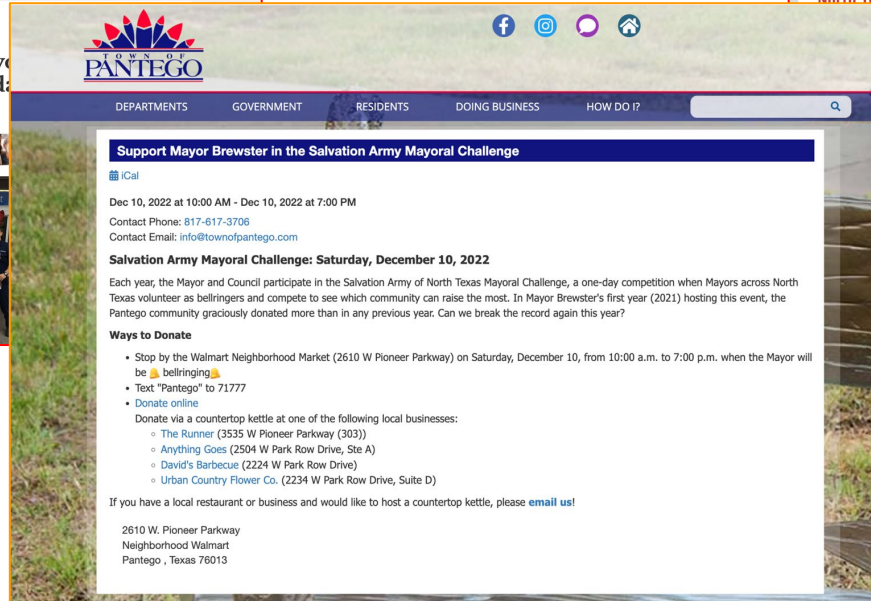 TOWN OF
PANTEGO
DEPARTMENTS GOVERNMENT RESIDENTS DOING BUSINESS HOW DO I?
Support Mayor Brewster in the Salvation Army Mayoral Challenge
iCal
Dec 10, 2022 at 10:00 AM - Dec 10, 2022 at 7:00 PM
Contact Phone: 817-617-3706
Contact Email: info@townofpantego.com
Salvation Army Mayoral Challenge: Saturday, December 10, 2022
Each year, the Mayor and Council participate in the Salvation Army of North Texas Mayoral Challenge, a one-day competition when Mayors across North
Texas volunteer as bellringers and compete to see which community can raise the most. In Mayor Brewster's first year (2021) hosting this event, the
Pantego community graciously donated more than in any previous year. Can we break the record again this year?
Ways to Donate
• Stop by the Walmart Neighborhood Market (2610 W Pioneer Parkway) on Saturday, December 10, from 10:00 a.m. to 7:00 p.m. when the Mayor will
be 🔔 bellringing🔔
• Text "Pantego" to 71777
• Donate online
Donate via a countertop kettle at one of the following local businesses:
◦ The Runner (3535 W Pioneer Parkway (303))
◦ Anything Goes (2504 W Park Row Drive, Ste A)
◦ David's Barbecue (2224 W Park Row Drive)
◦ Urban Country Flower Co. (2234 W Park Row Drive, Suite D)
If you have a local restaurant or business and would like to host a countertop kettle, please email us!
2610 W. Pioneer Parkway
Neighborhood Walmart
Pantego , Texas 76013